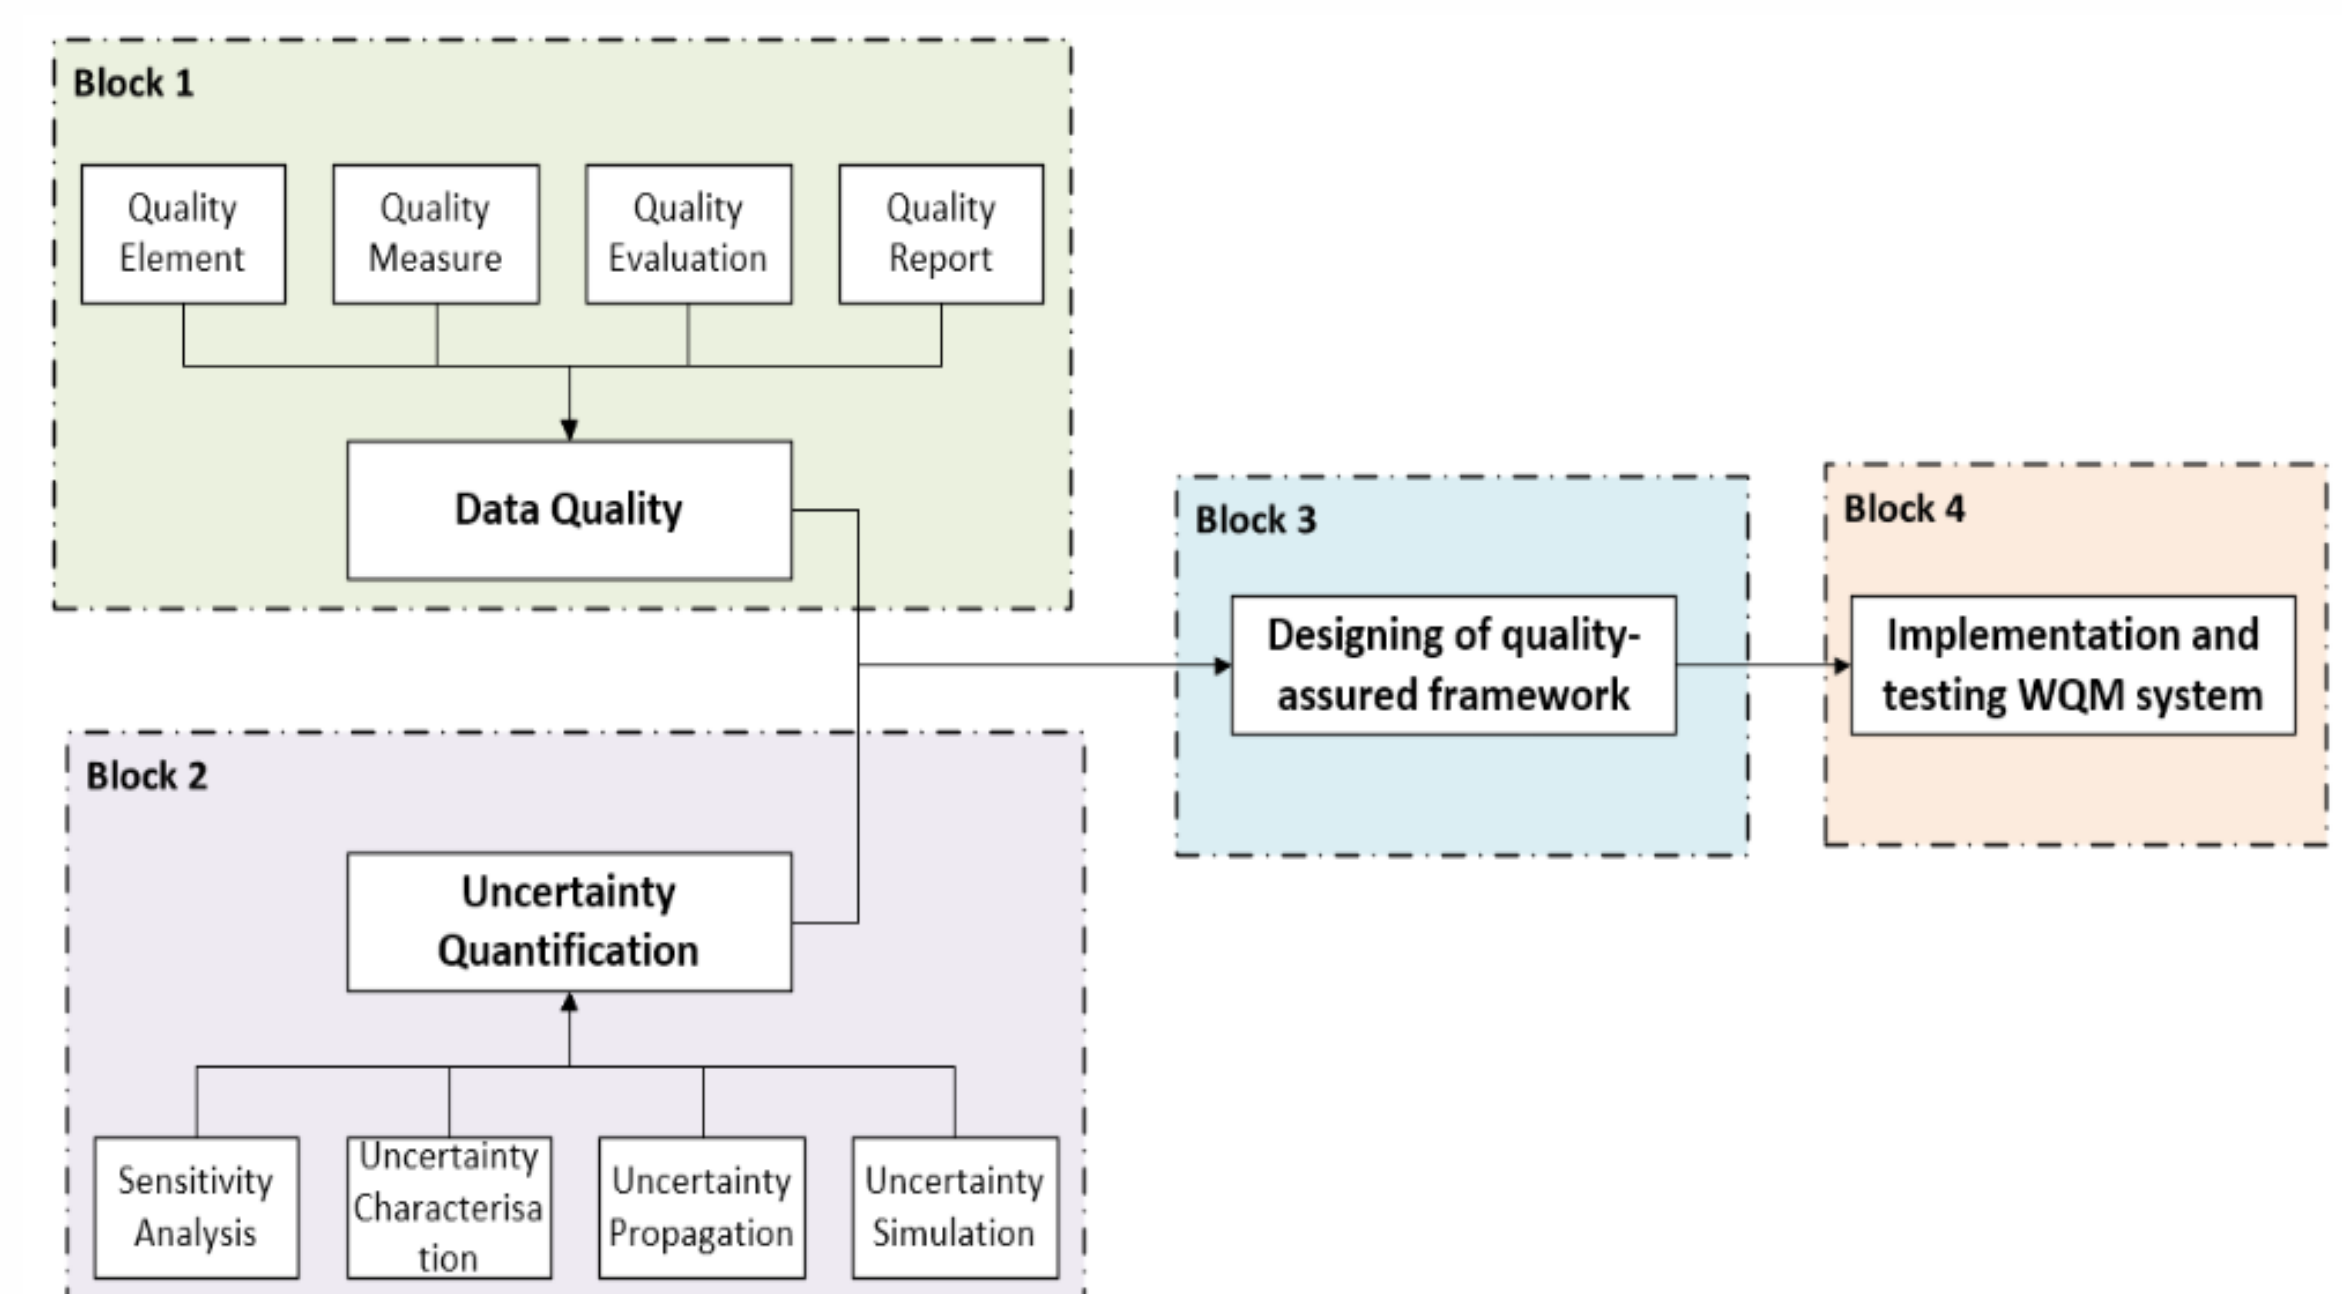 Block 1
Quality
Element
Quality
Measure
Quality
Evaluation
Quality
Report
Data Quality
Block 2
Uncertainty
Quantification
Sensitivity
Analysis
Uncertainty
Characterisa
tion
Uncertainty
Propagation
Uncertainty
Simulation
Block 3
Designing of quality-
assured framework
Block 4
Implementation and
testing WQM system